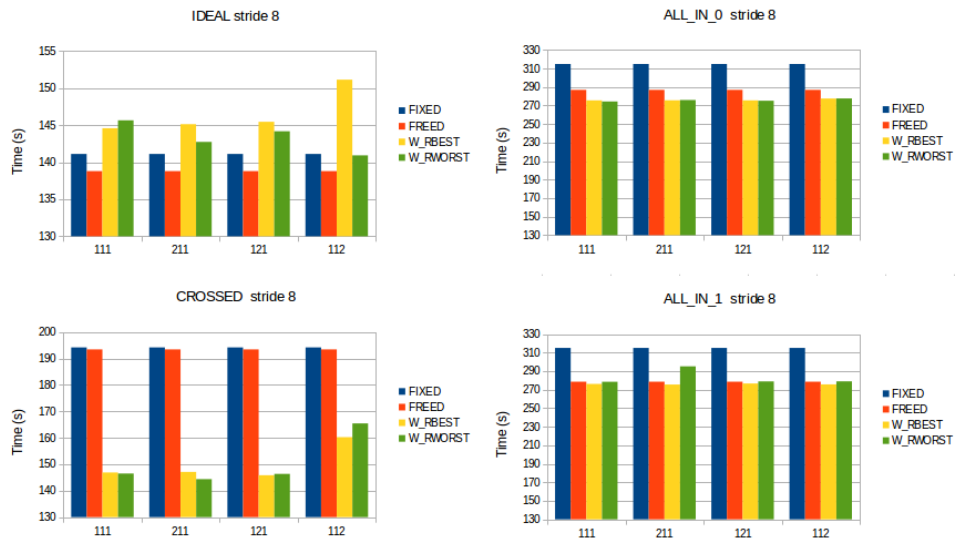 IDEAL stride 8
Time (s)
155
150
145
140
135
130
111 211 121 112
FIXED
FREED
W_RBEST
W_RWORST
ALL_IN_0 stride 8
Time (s)
330
310
290
270
250
230
210
190
170
150
130
111 211 121 112
FIXED
FREED
W_RBEST
W_RWORST
CROSSED stride 8
Time (s)
200
190
180
170
160
150
140
130
111 211 121 112
FIXED
FREED
W_RBEST
W_RWORST
ALL_IN_1 stride 8
Time (s)
330
310
290
270
250
230
210
190
170
150
130
111 211 121 112
FIXED
FREED
W_RBEST
W_RWORST